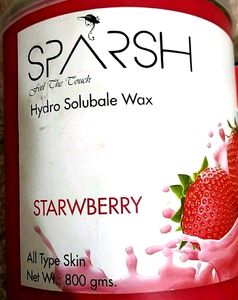 SPARSH
Feel The Touch
Hydro Solubale Wax
STARWBERRY
All Type Skin
Net Wt.: 800 gms.